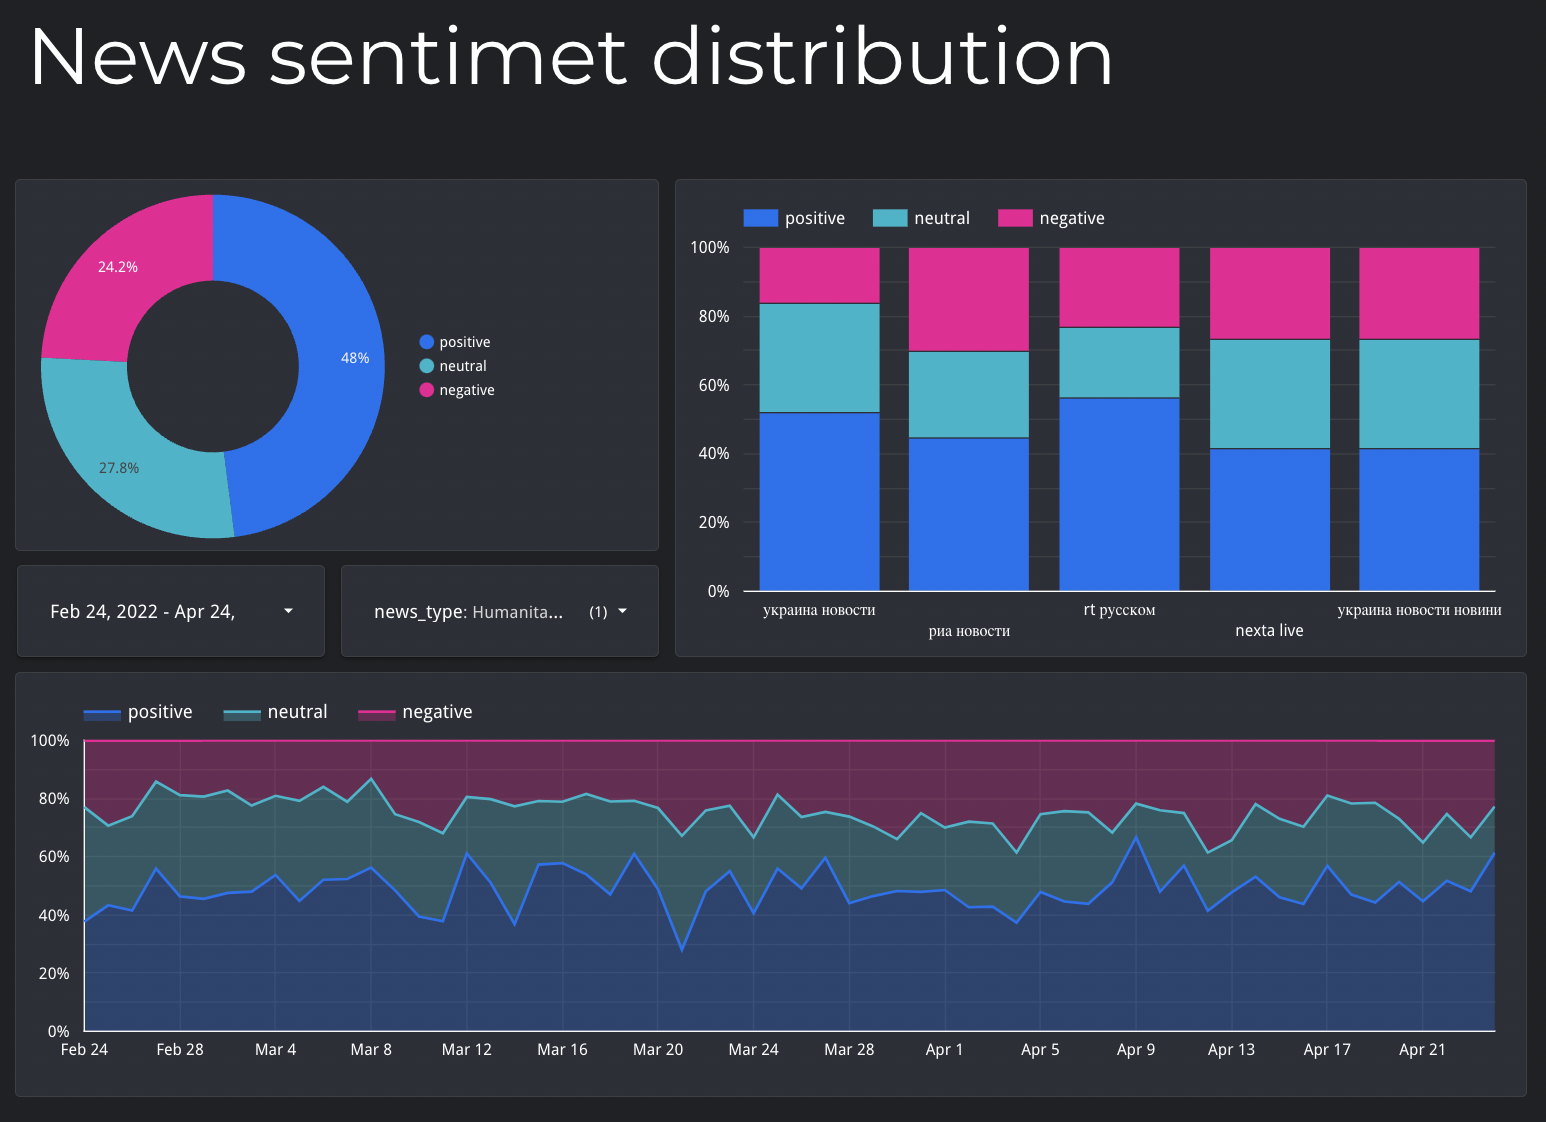 News sentimet distribution
24.2%
48%
27.8%
positive
neutral
negative
positive neutral negative
100%
80%
60%
40%
20%
0%
украина новости
риа новости
rt русском
nexta live
украина новости новини
Feb 24, 2022 - Apr 24,
news_type: Humanita... (1)
positive neutral negative
100%
80%
60%
40%
20%
0%
Feb 24 Feb 28 Mar 4 Mar 8 Mar 12 Mar 16 Mar 20 Mar 24 Mar 28 Apr 1 Apr 5 Apr 9 Apr 13 Apr 17 Apr 21